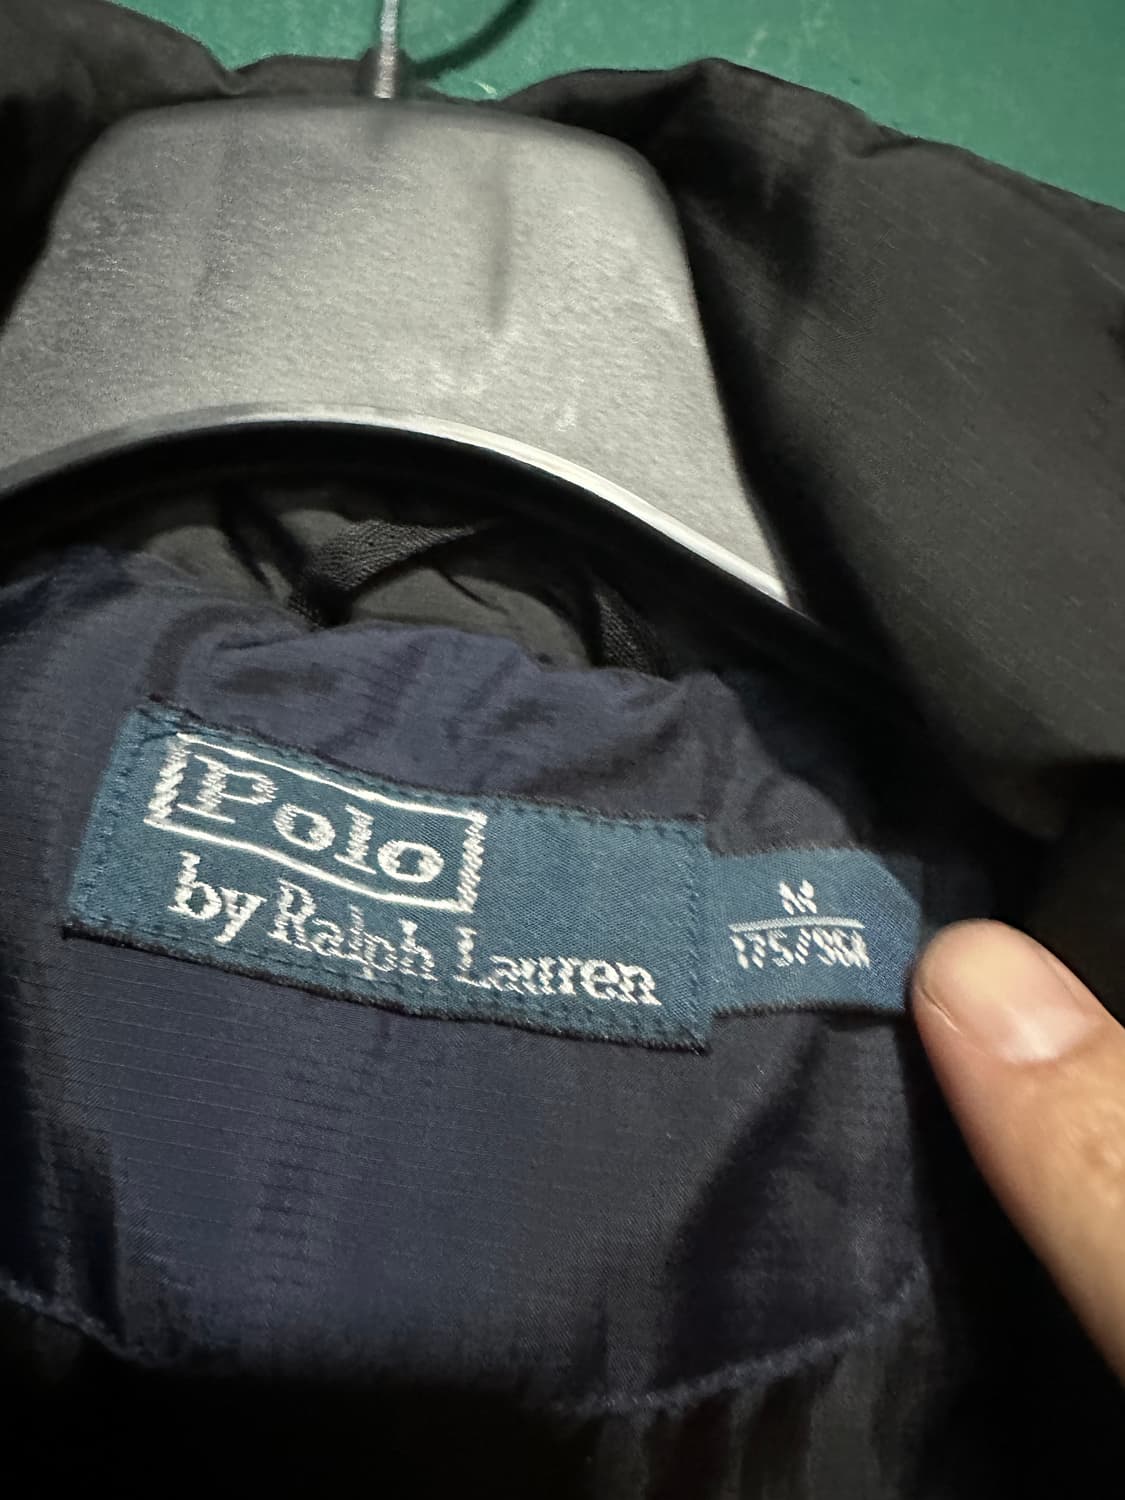 Polo
by Ralph Lauren
M
175/96A